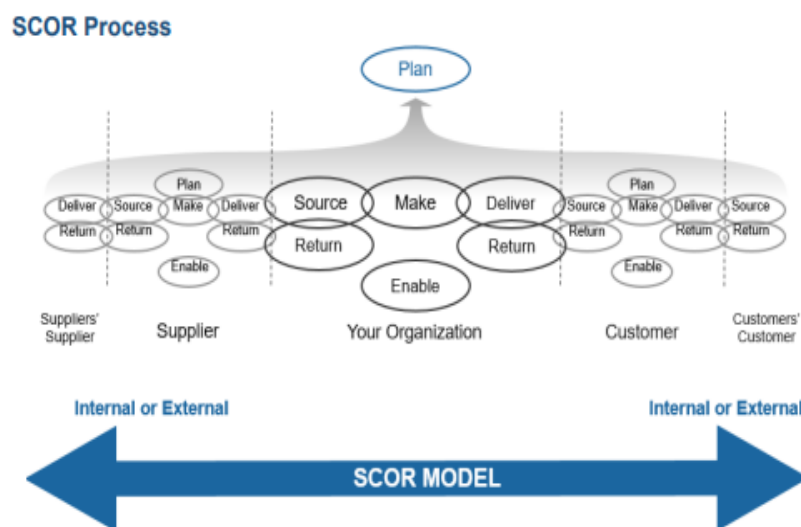 SCOR Process
Plan
Plan
Plan
Deliver Source Make Deliver Source Make Deliver Source Make Deliver Source
Return Return Return Return Return Return Return Return
Enable Enable Enable
Suppliers' Supplier Supplier Your Organization Customer Customers' Customer
Internal or External Internal or External
SCOR MODEL